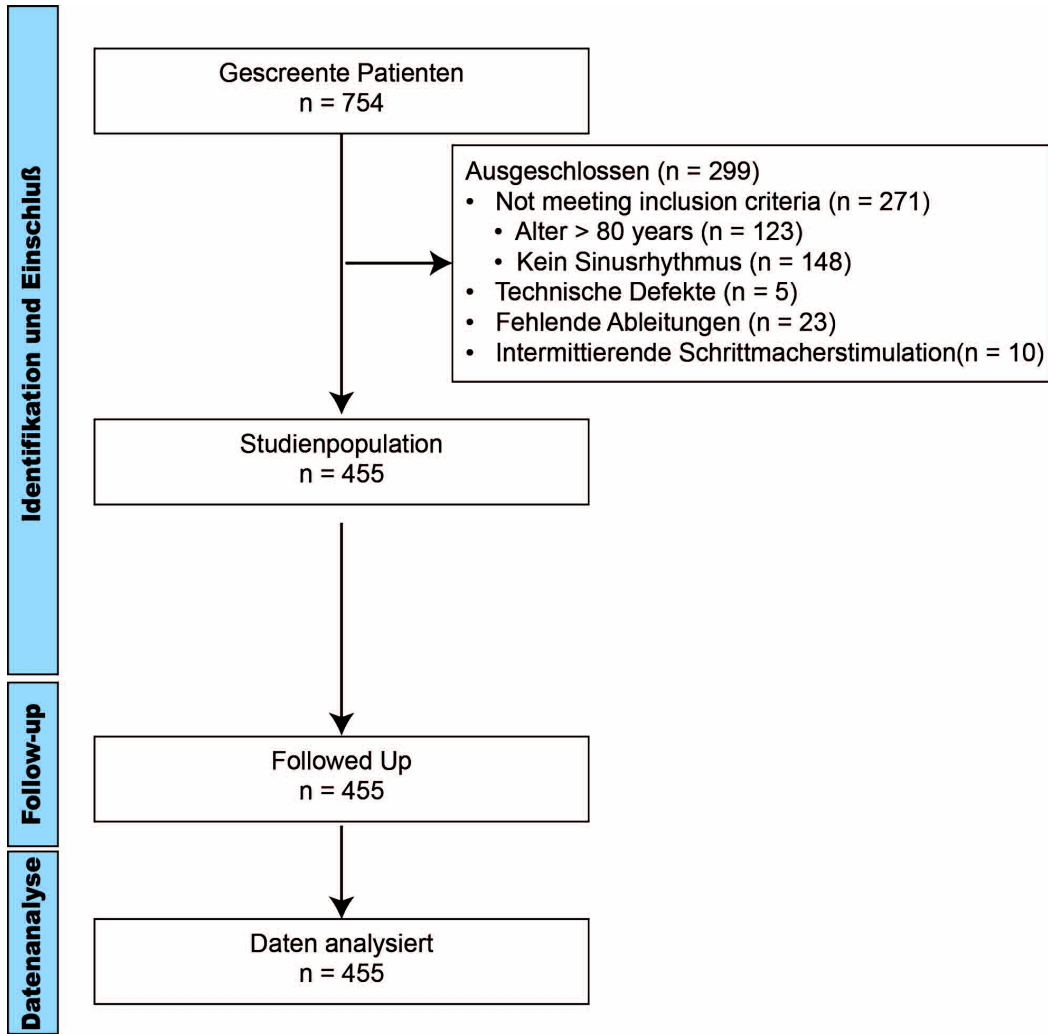 Identifikation und Einschluß
Gescreente Patienten
n = 754
Ausgeschlossen (n = 299)
• Not meeting inclusion criteria (n = 271)
• Alter > 80 years (n = 123)
• Kein Sinusrhythmus (n = 148)
• Technische Defekte (n = 5)
• Fehlende Ableitungen (n = 23)
• Intermittierende Schrittmacherstimulation(n = 10)
Studienpopulation
n = 455
Follow-up
Followed Up
n = 455
Datenanalyse
Daten analysiert
n = 455